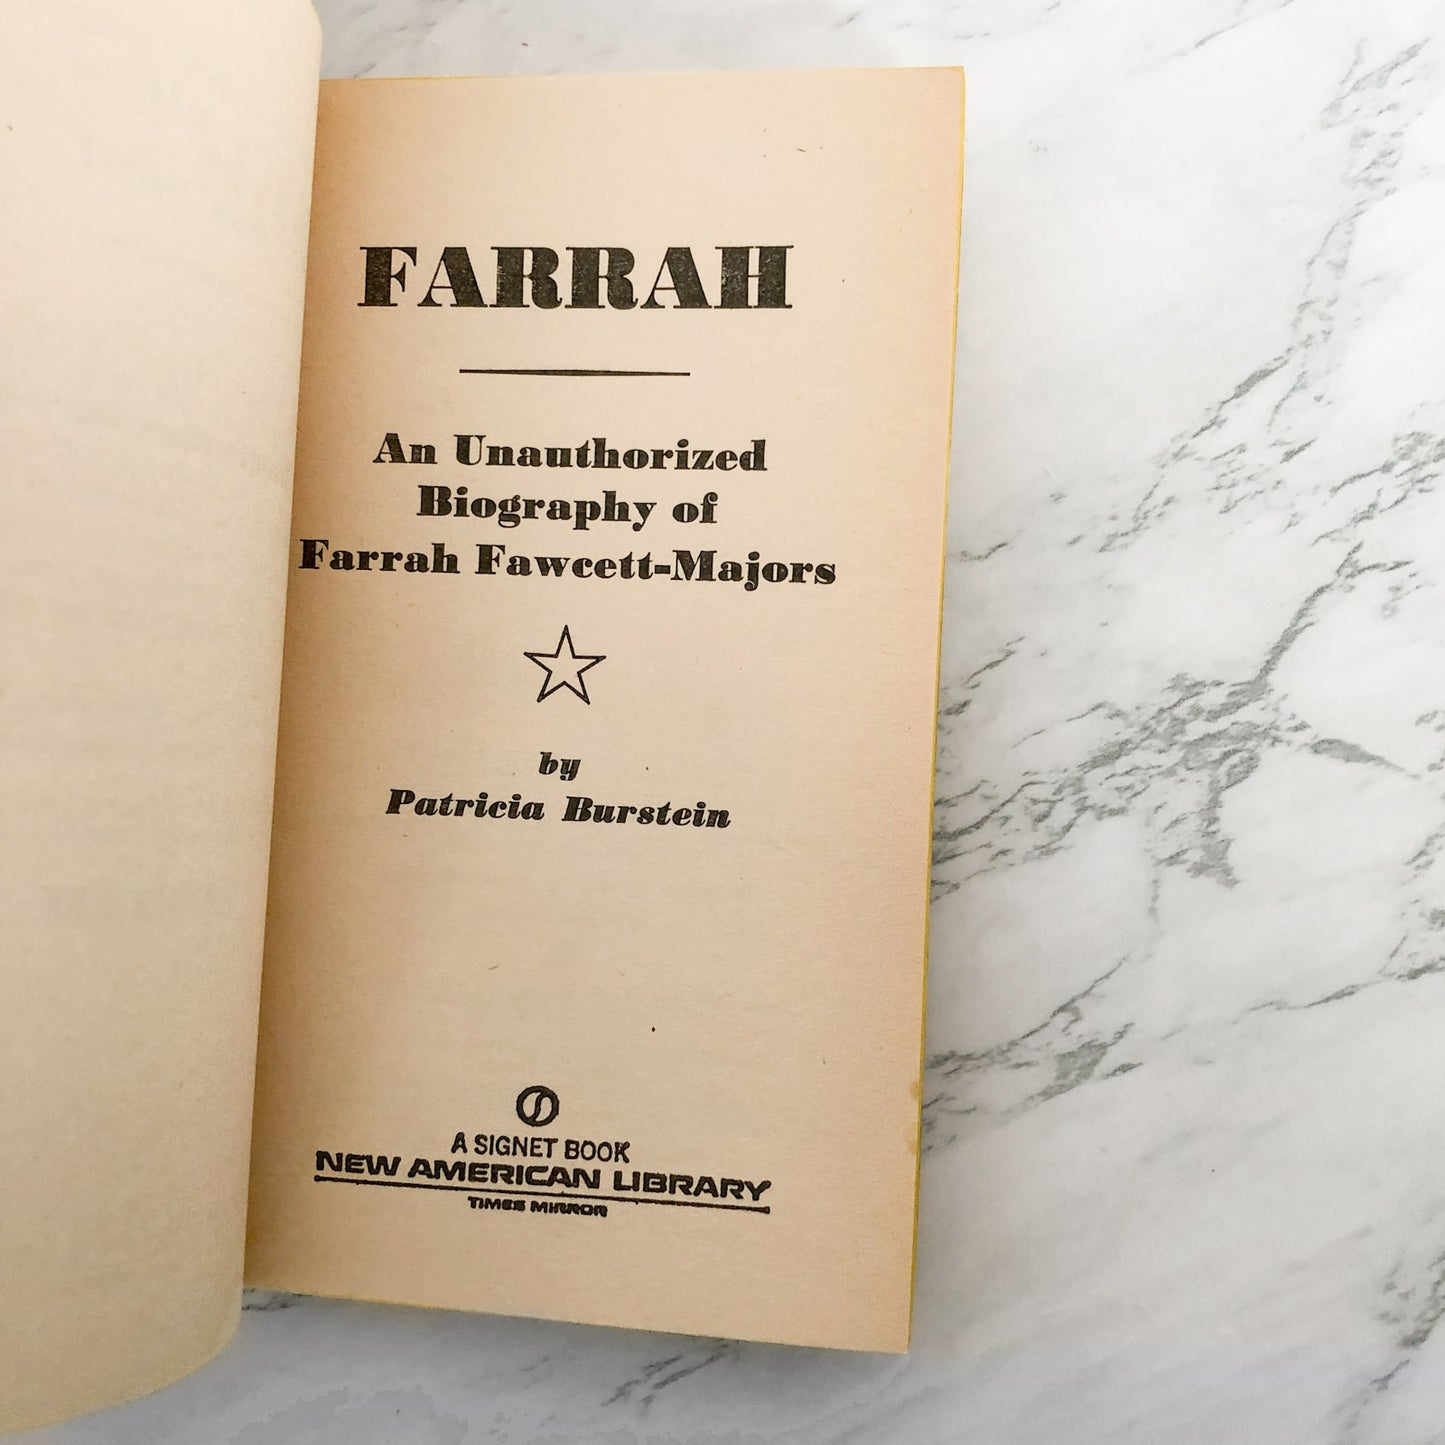 FARRAH
An Unauthorized
Biography of
Farrah Fawcett-Majors
by
Patricia Burstein
A SIGNET BOOK
NEW AMERICAN LIBRARY
TIMES MIRROR